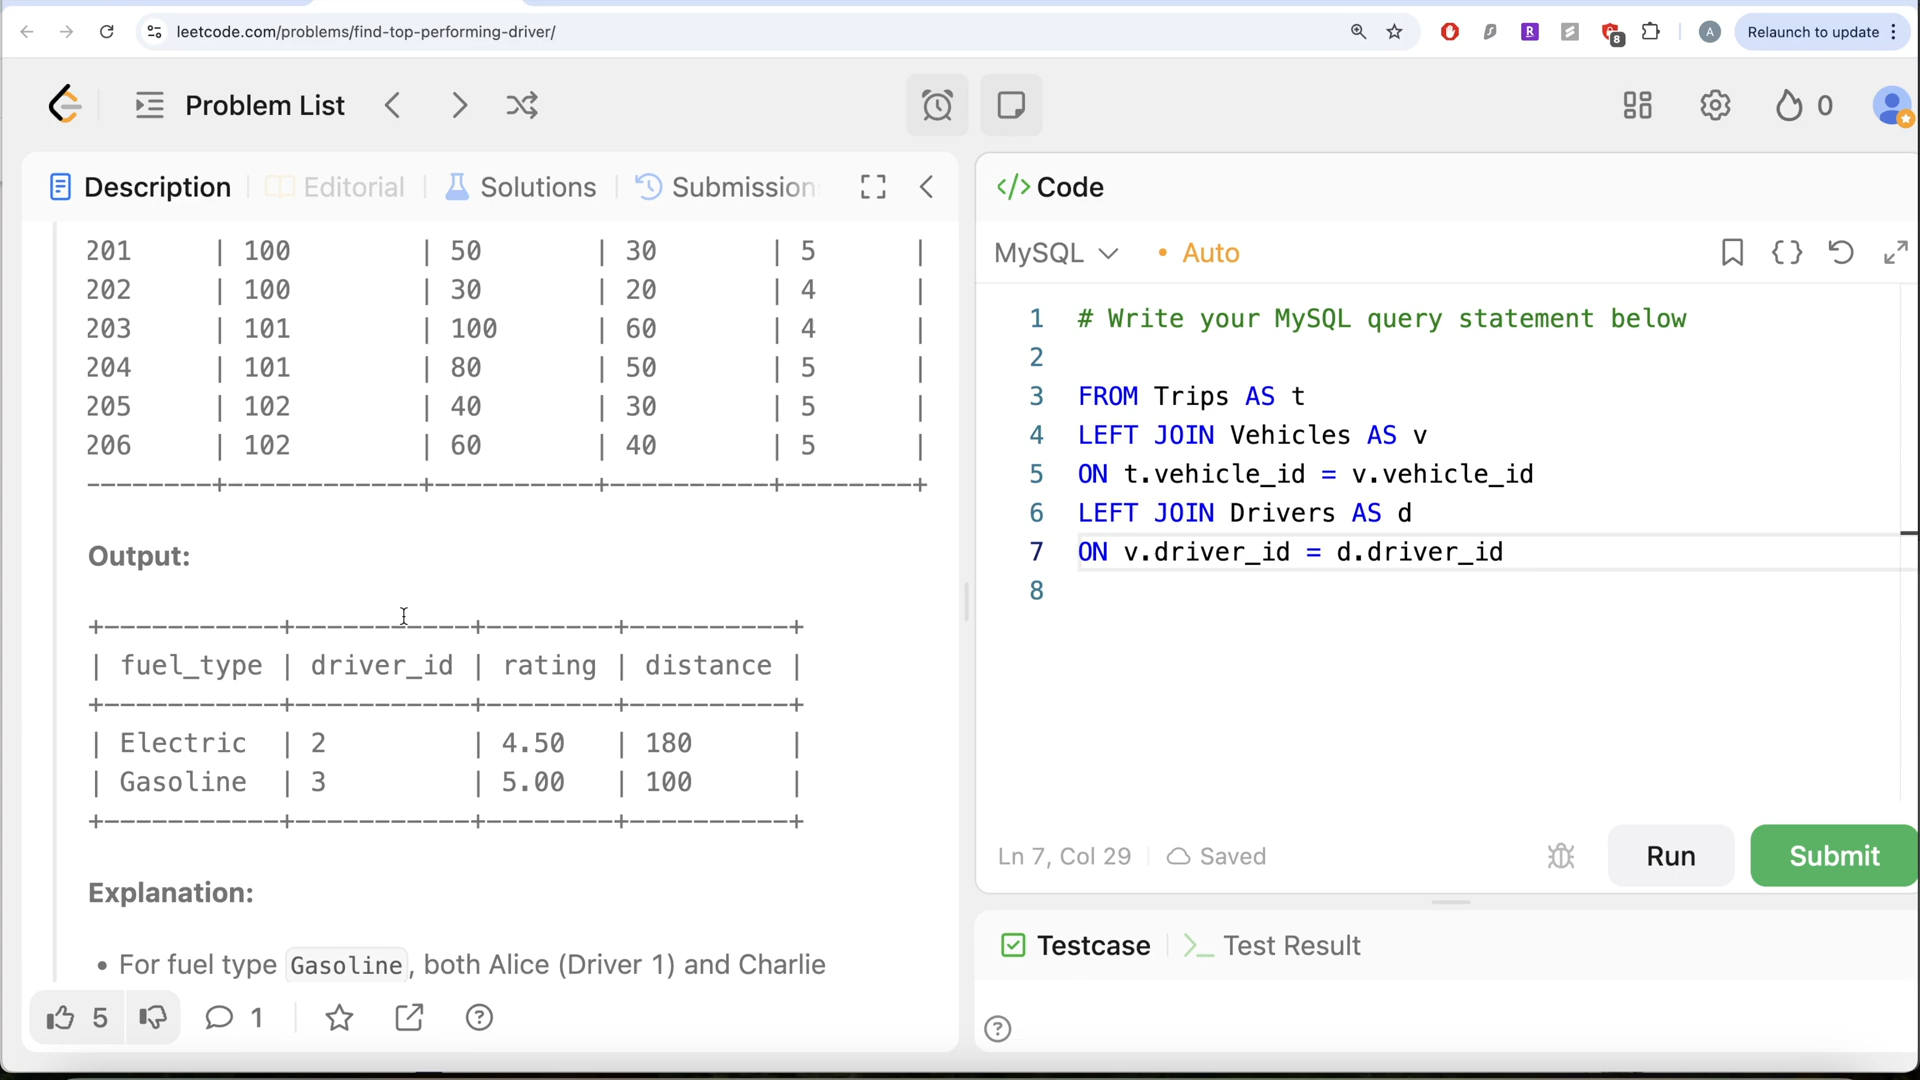 leetcode.com/problems/find-top-performing-driver/
8
A
Relaunch to update
Problem List
0
Description
Editorial
Solutions
Submission
201 | 100 | 50 | 30 | 5 |
202 | 100 | 30 | 20 | 4 |
203 | 101 | 100 | 60 | 4 |
204 | 101 | 80 | 50 | 5 |
205 | 102 | 40 | 30 | 5 |
206 | 102 | 60 | 40 | 5 |
--------+------------+----------+----------+--------+
Output:
+-----------+-----------+--------+----------+
| fuel_type | driver_id | rating | distance |
+-----------+-----------+--------+----------+
| Electric | 2 | 4.50 | 180 |
| Gasoline | 3 | 5.00 | 100 |
+-----------+-----------+--------+----------+
Explanation:
• For fuel type Gasoline, both Alice (Driver 1) and Charlie
5
1
</> Code
MySQL
• Auto
1 # Write your MySQL query statement below
2
3 FROM Trips AS t
4 LEFT JOIN Vehicles AS v
5 ON t.vehicle_id = v.vehicle_id
6 LEFT JOIN Drivers AS d
7 ON v.driver_id = d.driver_id
8
Ln 7, Col 29
Saved
Run
Submit
Testcase
Test Result